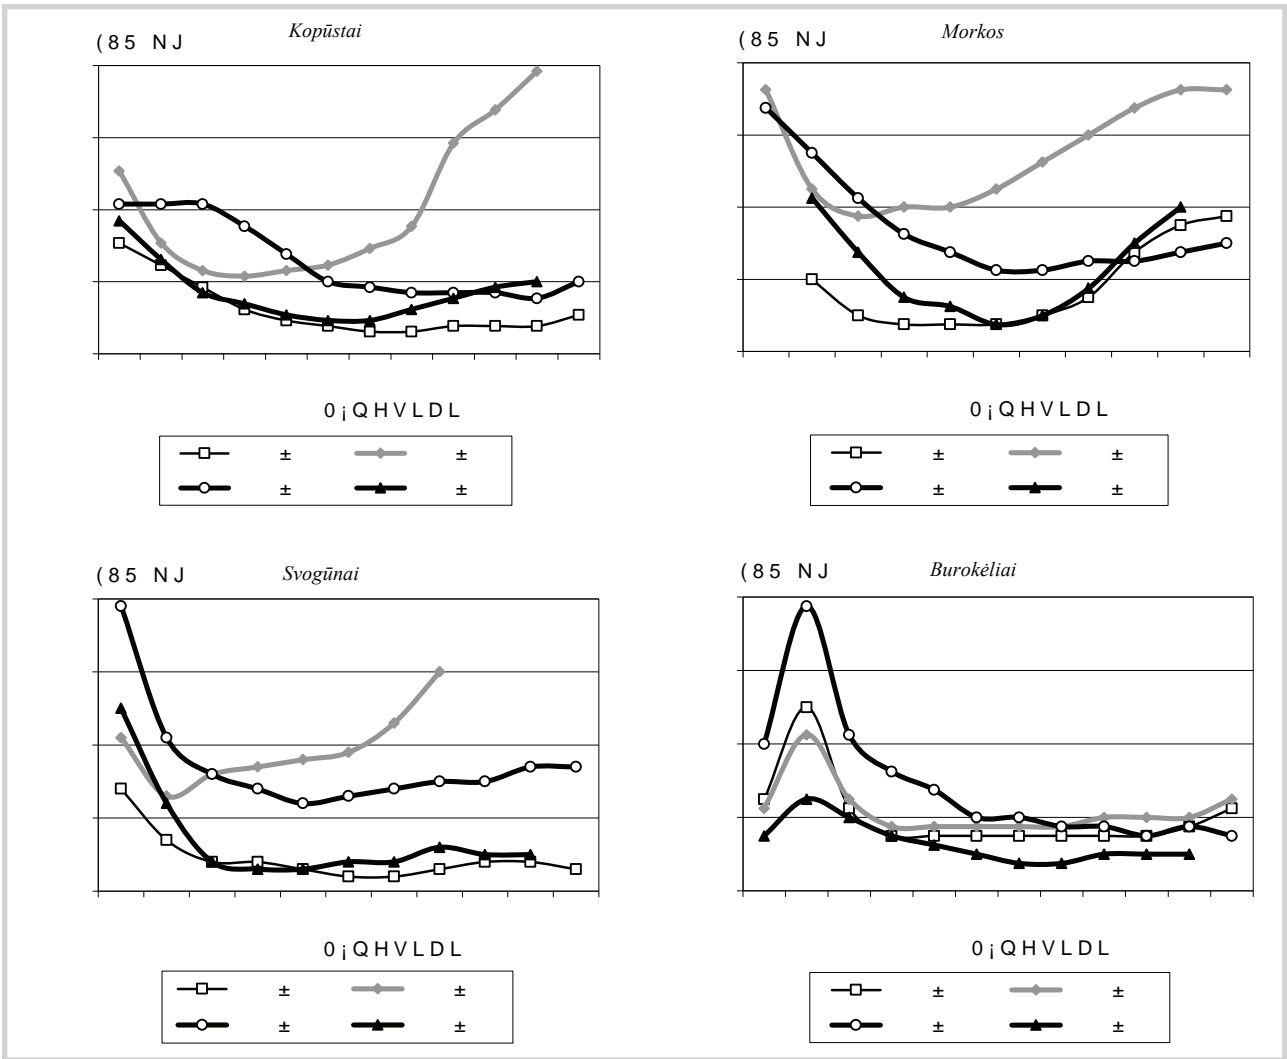 Kopūstai
(85 NJ
0¡QHVLDL
± ±
± ±
Morkos
(85 NJ
0¡QHVLDL
± ±
± ±
Svogūnai
(85 NJ
0¡QHVLDL
± ±
± ±
Burokėliai
(85 NJ
0¡QHVLDL
± ±
± ±